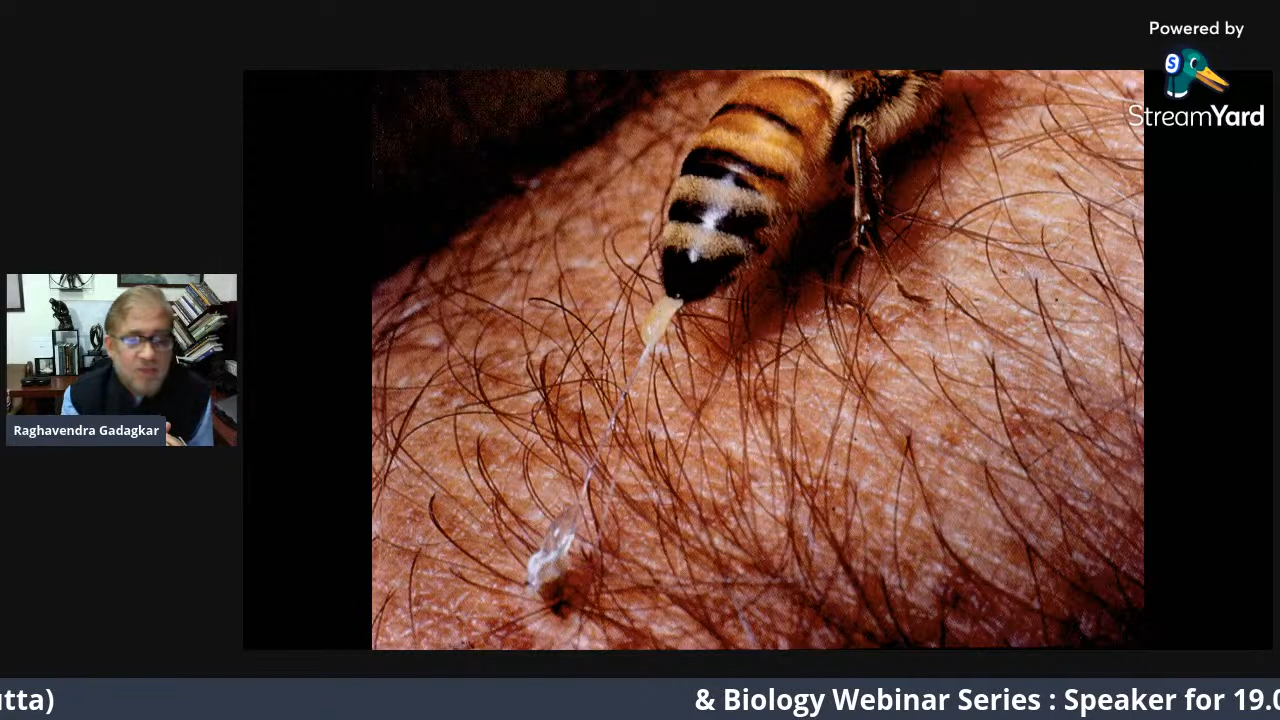 Powered by
S
StreamYard
Raghavendra Gadagkar
utta) & Biology Webinar Series : Speaker for 19.0